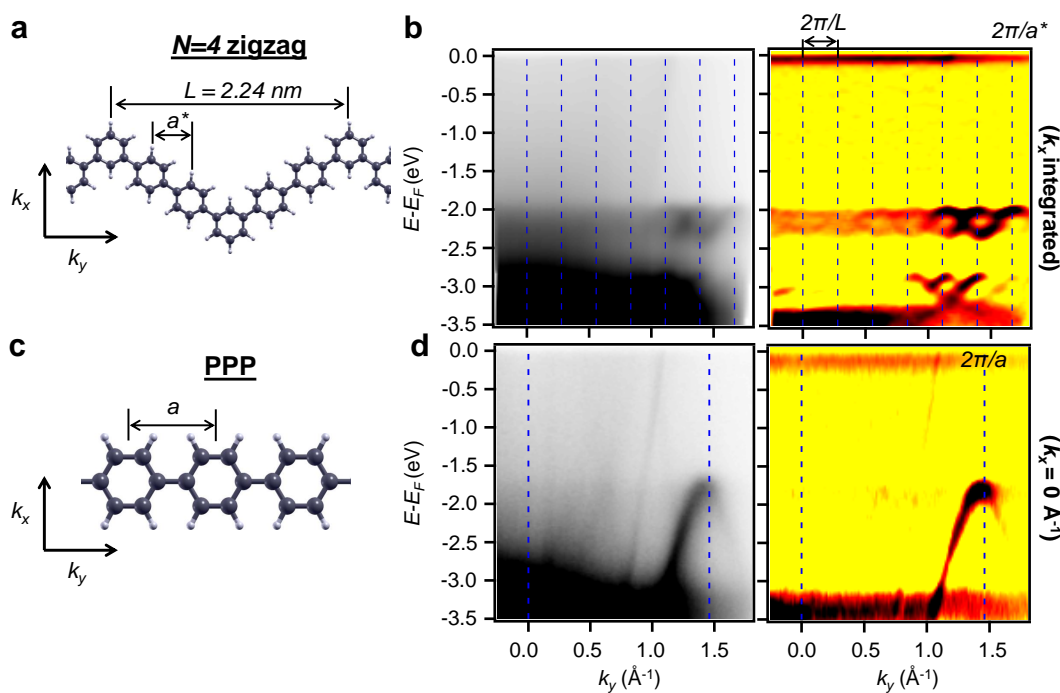 a
N=4 zigzag
L = 2.24 nm
a*
kx
ky
b
2π/L
2π/a*
0.0
-0.5
-1.0
-1.5
-2.0
-2.5
-3.0
-3.5
E-EF (eV)
(kx integrated)
c
PPP
a
kx
ky
d
2π/a
0.0
-0.5
-1.0
-1.5
-2.0
-2.5
-3.0
-3.5
E-EF (eV)
(kx = 0 Å-1)
0.0 0.5 1.0 1.5
ky (Å-1)
0.0 0.5 1.0 1.5
ky (Å-1)